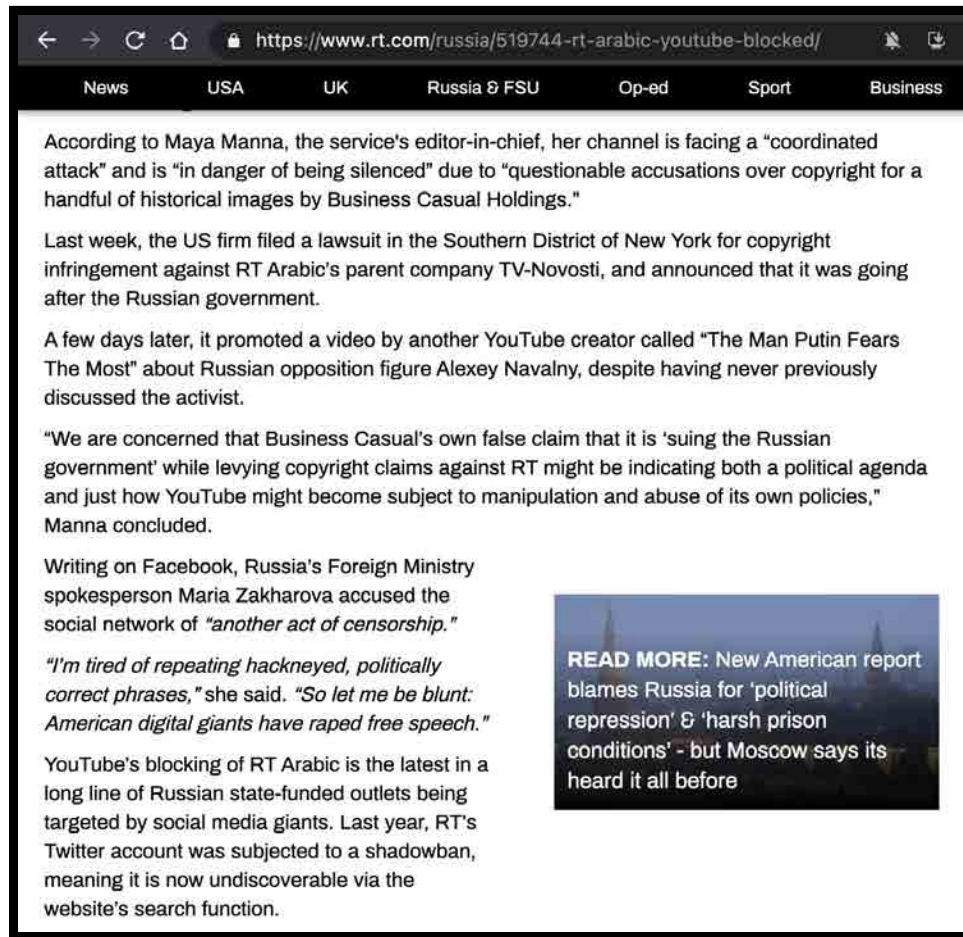 https://www.rt.com/russia/519744-rt-arabic-youtube-blocked/
News USA UK Russia & FSU Op-ed Sport Business
According to Maya Manna, the service's editor-in-chief, her channel is facing a “coordinated
attack” and is “in danger of being silenced” due to “questionable accusations over copyright for a
handful of historical images by Business Casual Holdings.”
Last week, the US firm filed a lawsuit in the Southern District of New York for copyright
infringement against RT Arabic’s parent company TV-Novosti, and announced that it was going
after the Russian government.
A few days later, it promoted a video by another YouTube creator called “The Man Putin Fears
The Most” about Russian opposition figure Alexey Navalny, despite having never previously
discussed the activist.
“We are concerned that Business Casual’s own false claim that it is ‘suing the Russian
government’ while levying copyright claims against RT might be indicating both a political agenda
and just how YouTube might become subject to manipulation and abuse of its own policies,”
Manna concluded.
Writing on Facebook, Russia’s Foreign Ministry
spokesperson Maria Zakharova accused the
social network of “another act of censorship.”
“I’m tired of repeating hackneyed, politically
correct phrases,” she said. “So let me be blunt:
American digital giants have raped free speech.”
YouTube’s blocking of RT Arabic is the latest in a
long line of Russian state-funded outlets being
targeted by social media giants. Last year, RT’s
Twitter account was subjected to a shadowban,
meaning it is now undiscoverable via the
website’s search function.
READ MORE: New American report
blames Russia for ‘political
repression’ & ‘harsh prison
conditions’ - but Moscow says its
heard it all before